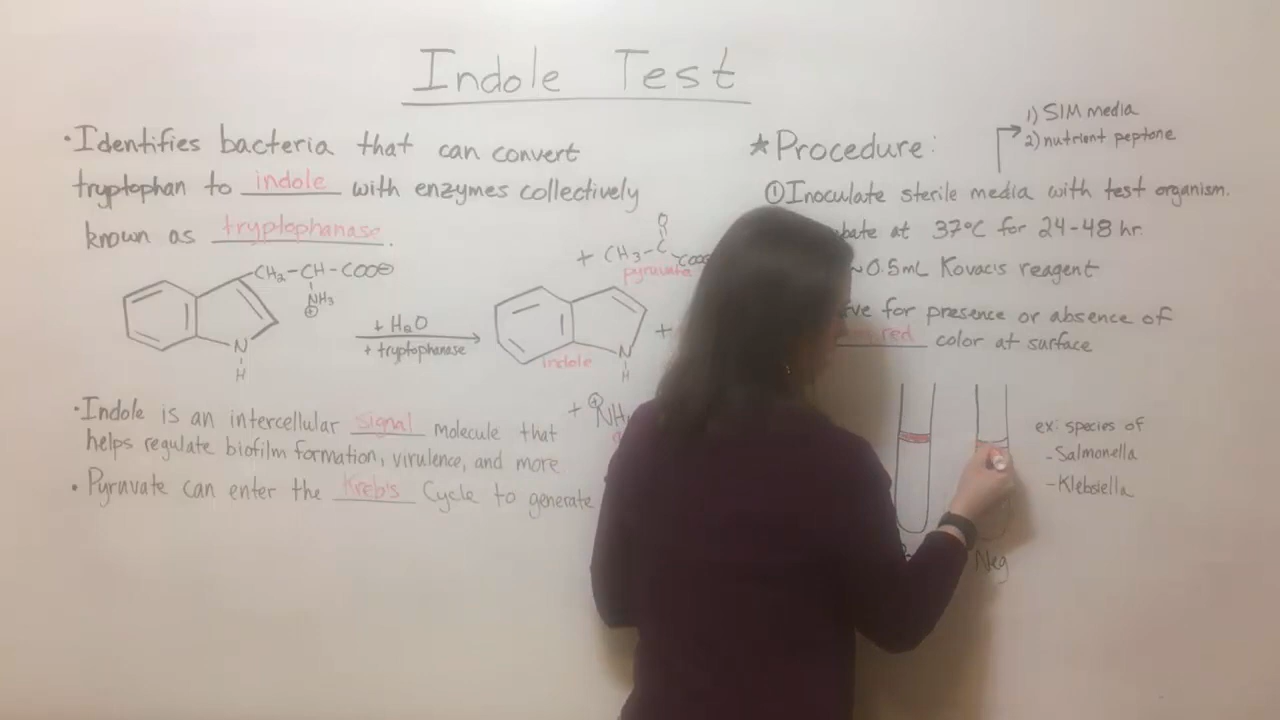 Indole Test
• Identifies bacteria that can convert
tryptophan to indole with enzymes collectively
known as tryptophanase.
CH2-CH-COO⊖
NH3
⊕
N
H
+ H2O
+ tryptophanase
+ CH3-C
O
COO
pyruvate
+
indole
N
H
+ ⊕NH
• Indole is an intercellular signal molecule that
helps regulate biofilm formation, virulence, and more
• Pyruvate can enter the Kreb's Cycle to generate
1) SIM media
2) nutrient peptone
★Procedure:
①Inoculate sterile media with test organism.
at 37°C for 24-48 hr.
~0.5mL Kovacis reagent
for presence or absence of
red color at surface
ex: species of
-Salmonella
-Klebsiella
Neg